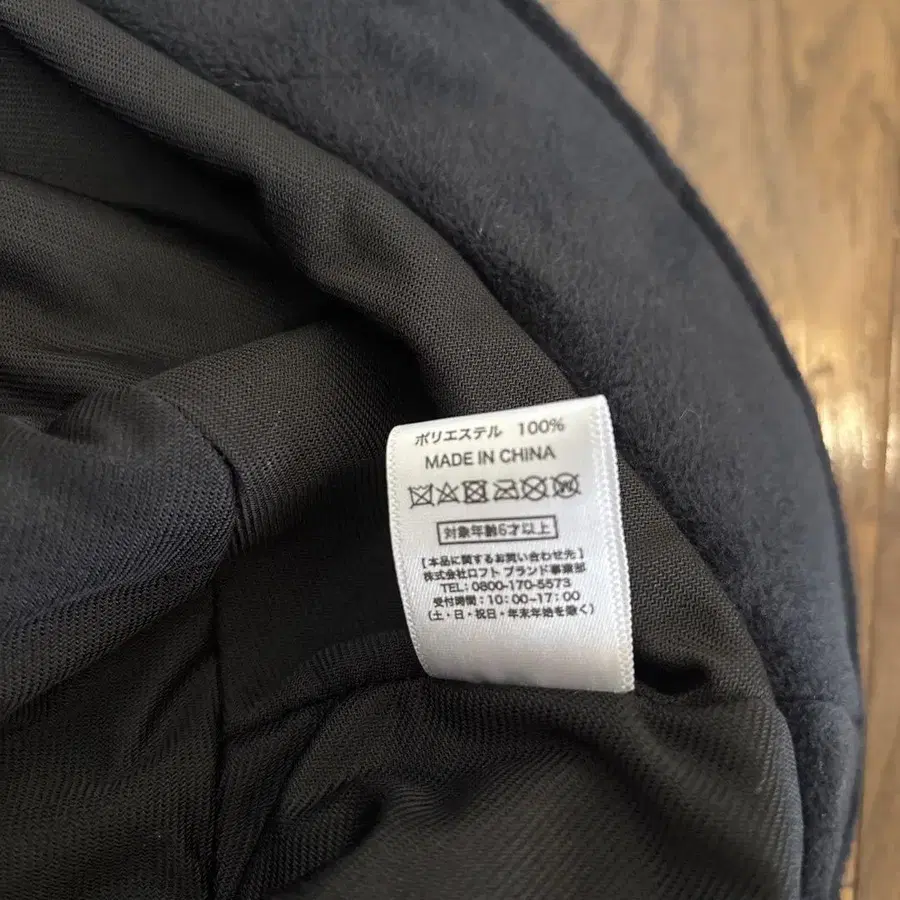 ポリエステル 100%
MADE IN CHINA
対象年齢6才以上
[本品に関するお問い合わせ先]
株式会社ロフト ブランド事業部
TEL:0800-170-5573
受付時間:10:00~17:00
(土・日・祝日・年末年始を除く)